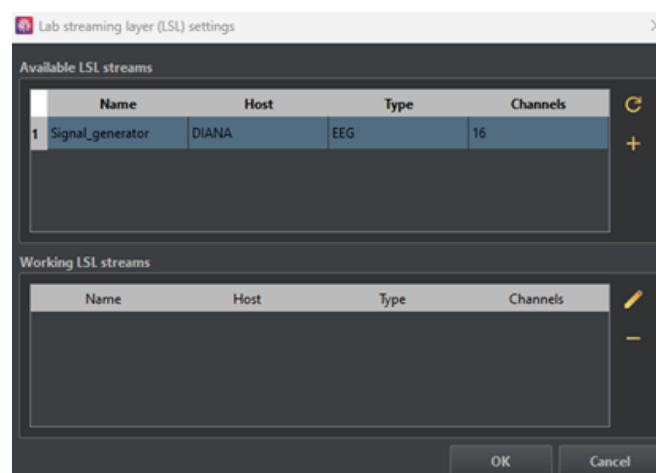 Lab streaming layer (LSL) settings
Available LSL streams
Name Host Type Channels
1 Signal_generator DIANA EEG 16
Working LSL streams
Name Host Type Channels
OK Cancel